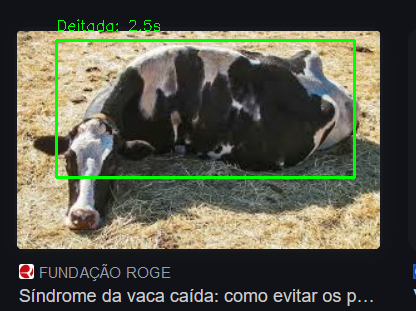 Deitada: 2.5s
FUNDAÇÃO ROGE
Síndrome da vaca caída: como evitar os p…